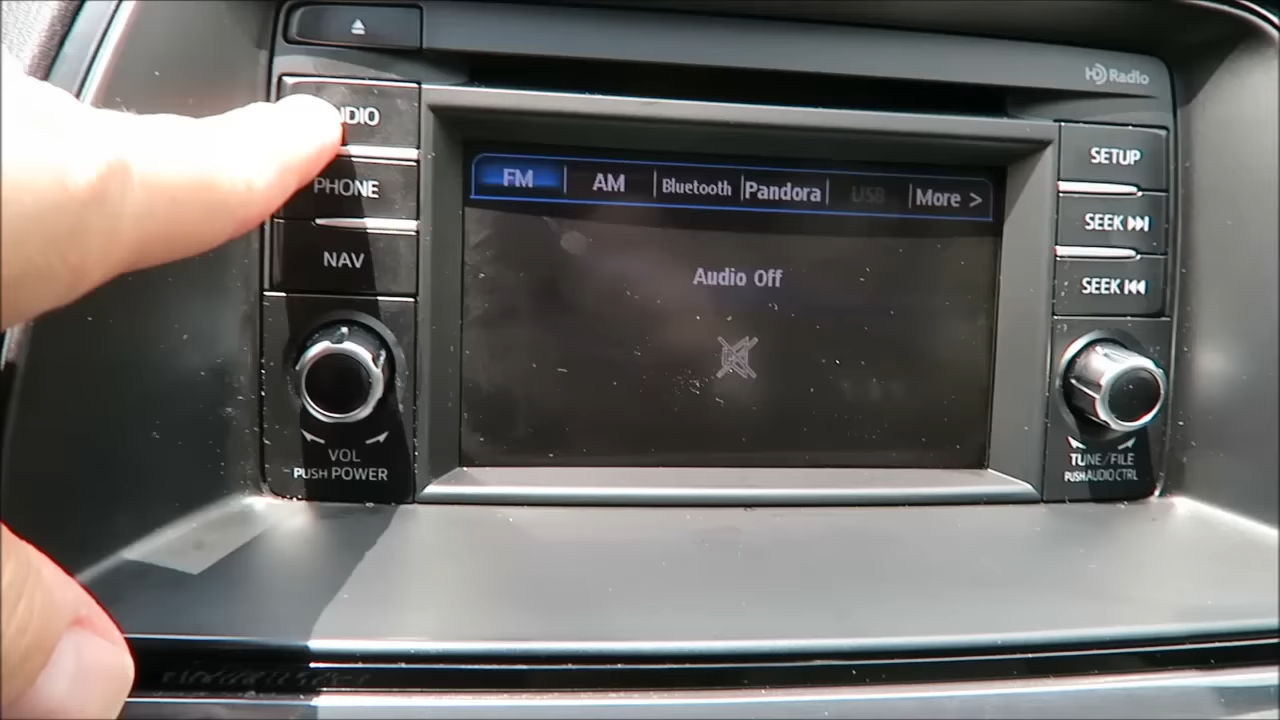 HD Radio
DIO
PHONE
NAV
VOL
PUSH POWER
FM AM Bluetooth Pandora USB More >
Audio Off
SETUP
SEEK
SEEK
TUNE/FILE
PUSH AUDIO CTRL